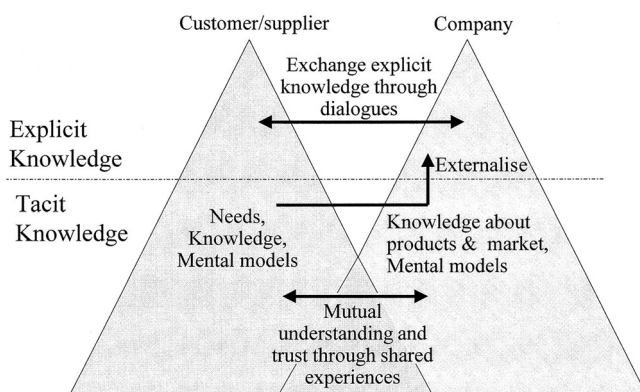 Customer/supplier
Company
Exchange explicit
knowledge through
dialogues
Explicit
Knowledge
Externalise
Tacit
Knowledge
Needs,
Knowledge,
Mental models
Knowledge about
products & market,
Mental models
Mutual
understanding and
trust through shared
experiences